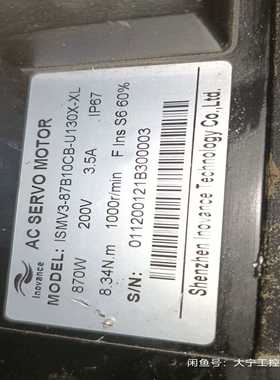 Inovance
AC SERVO MOTOR
MODEL: ISMV3-87B10CB-U130X-XL
870W 200V 3.5A IP67
8.34N.m 1000r/min F Ins S6 60%
S/N: 011200121B300003
Shenzhen Inovance Technology Co.,Ltd.
闲鱼号：大宁工控